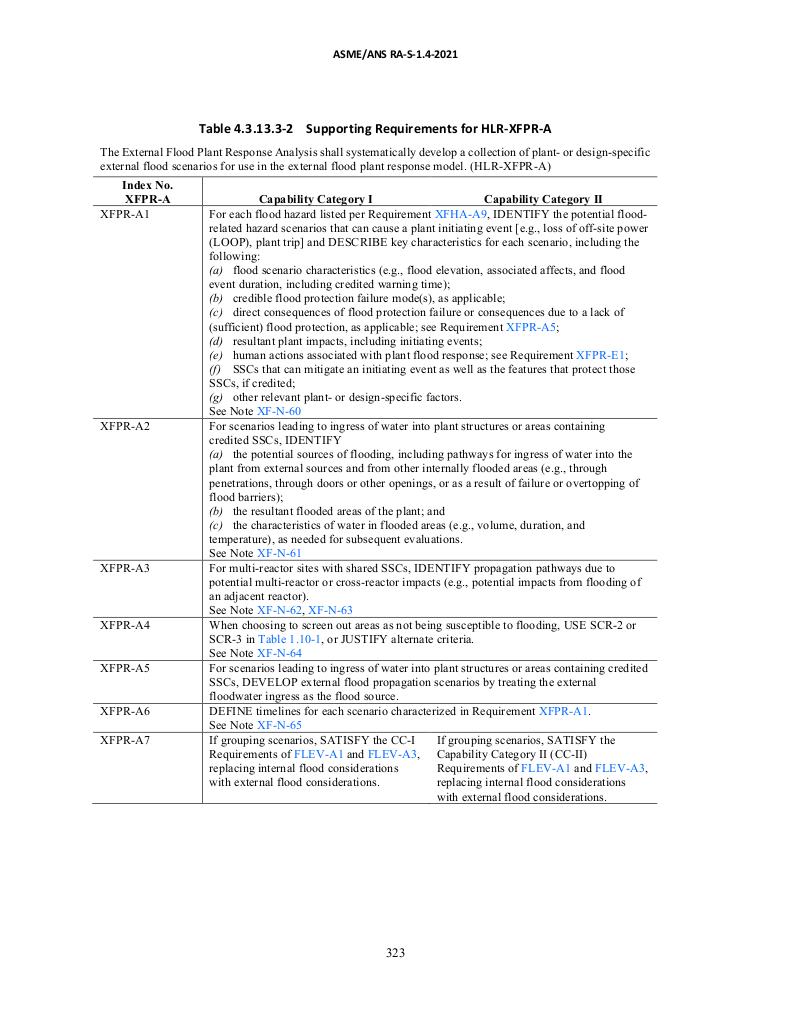 ASME/ANS RA-S-1.4-2021
Table 4.3.13.3-2 Supporting Requirements for HLR-XFPR-A
The External Flood Plant Response Analysis shall systematically develop a collection of plant- or design-specific
external flood scenarios for use in the external flood plant response model. (HLR-XFPR-A)
Index No.
XFPR-A Capability Category I Capability Category II
XFPR-A1 For each flood hazard listed per Requirement XFHA-A9, IDENTIFY the potential flood-
related hazard scenarios that can cause a plant initiating event [e.g., loss of off-site power
(LOOP), plant trip] and DESCRIBE key characteristics for each scenario, including the
following:
(a) flood scenario characteristics (e.g., flood elevation, associated affects, and flood
event duration, including credited warning time);
(b) credible flood protection failure mode(s), as applicable;
(c) direct consequences of flood protection failure or consequences due to a lack of
(sufficient) flood protection, as applicable; see Requirement XFPR-A5;
(d) resultant plant impacts, including initiating events;
(e) human actions associated with plant flood response; see Requirement XFPR-E1;
(f) SSCs that can mitigate an initiating event as well as the features that protect those
SSCs, if credited;
(g) other relevant plant- or design-specific factors.
See Note XF-N-60
XFPR-A2 For scenarios leading to ingress of water into plant structures or areas containing
credited SSCs, IDENTIFY
(a) the potential sources of flooding, including pathways for ingress of water into the
plant from external sources and from other internally flooded areas (e.g., through
penetrations, through doors or other openings, or as a result of failure or overtopping of
flood barriers);
(b) the resultant flooded areas of the plant; and
(c) the characteristics of water in flooded areas (e.g., volume, duration, and
temperature), as needed for subsequent evaluations.
See Note XF-N-61
XFPR-A3 For multi-reactor sites with shared SSCs, IDENTIFY propagation pathways due to
potential multi-reactor or cross-reactor impacts (e.g., potential impacts from flooding of
an adjacent reactor).
See Note XF-N-62, XF-N-63
XFPR-A4 When choosing to screen out areas as not being susceptible to flooding, USE SCR-2 or
SCR-3 in Table 1.10-1, or JUSTIFY alternate criteria.
See Note XF-N-64
XFPR-A5 For scenarios leading to ingress of water into plant structures or areas containing credited
SSCs, DEVELOP external flood propagation scenarios by treating the external
floodwater ingress as the flood source.
XFPR-A6 DEFINE timelines for each scenario characterized in Requirement XFPR-A1.
See Note XF-N-65
XFPR-A7 If grouping scenarios, SATISFY the CC-I
Requirements of FLEV-A1 and FLEV-A3,
replacing internal flood considerations
with external flood considerations.
If grouping scenarios, SATISFY the
Capability Category II (CC-II)
Requirements of FLEV-A1 and FLEV-A3,
replacing internal flood considerations
with external flood considerations.
323